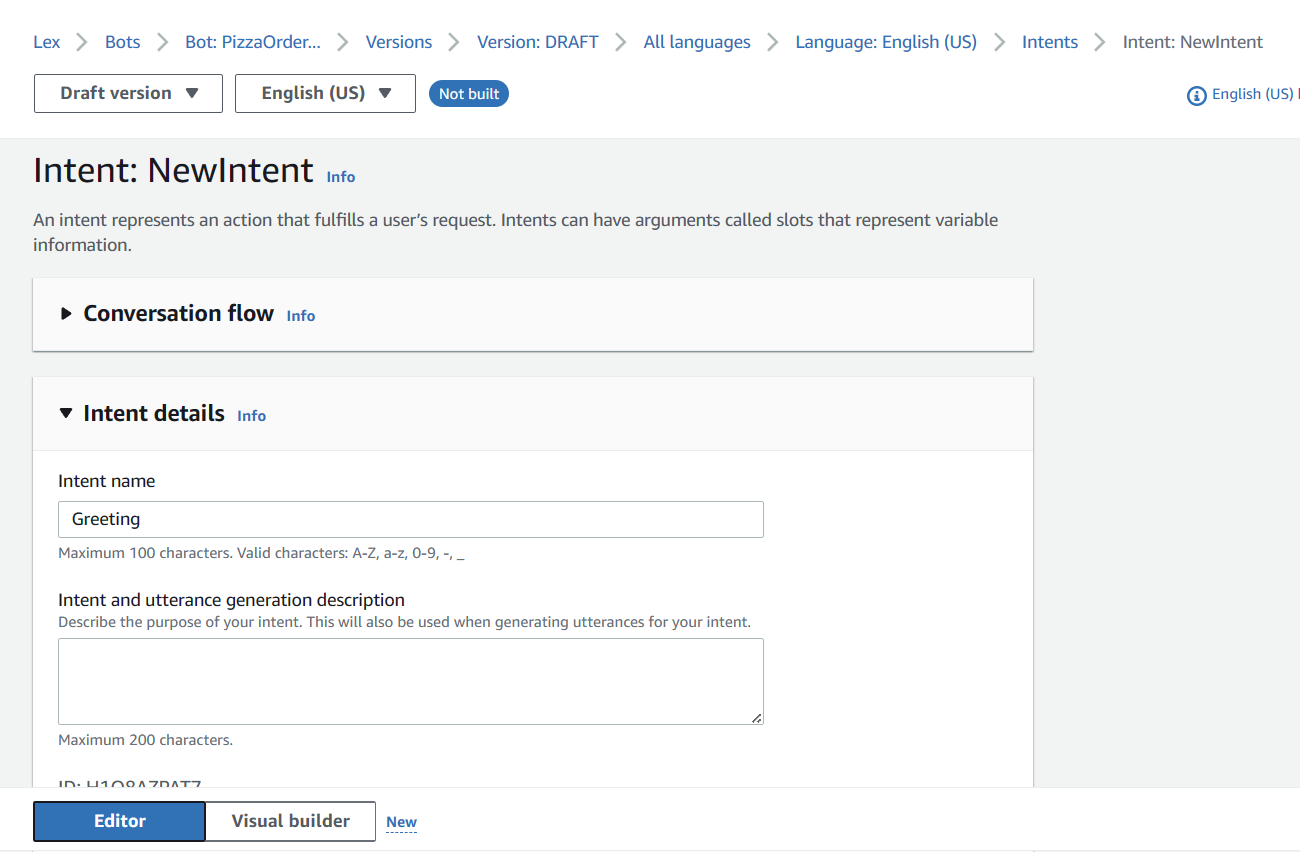 Lex Bots Bot: PizzaOrder... Versions Version: DRAFT All languages Language: English (US) Intents Intent: NewIntent
Draft version English (US) Not built English (US)
Intent: NewIntent Info
An intent represents an action that fulfills a user’s request. Intents can have arguments called slots that represent variable
information.
Conversation flow Info
Intent details Info
Intent name
Greeting
Maximum 100 characters. Valid characters: A-Z, a-z, 0-9, -, _
Intent and utterance generation description
Describe the purpose of your intent. This will also be used when generating utterances for your intent.
Maximum 200 characters.
ID:
Editor Visual builder New